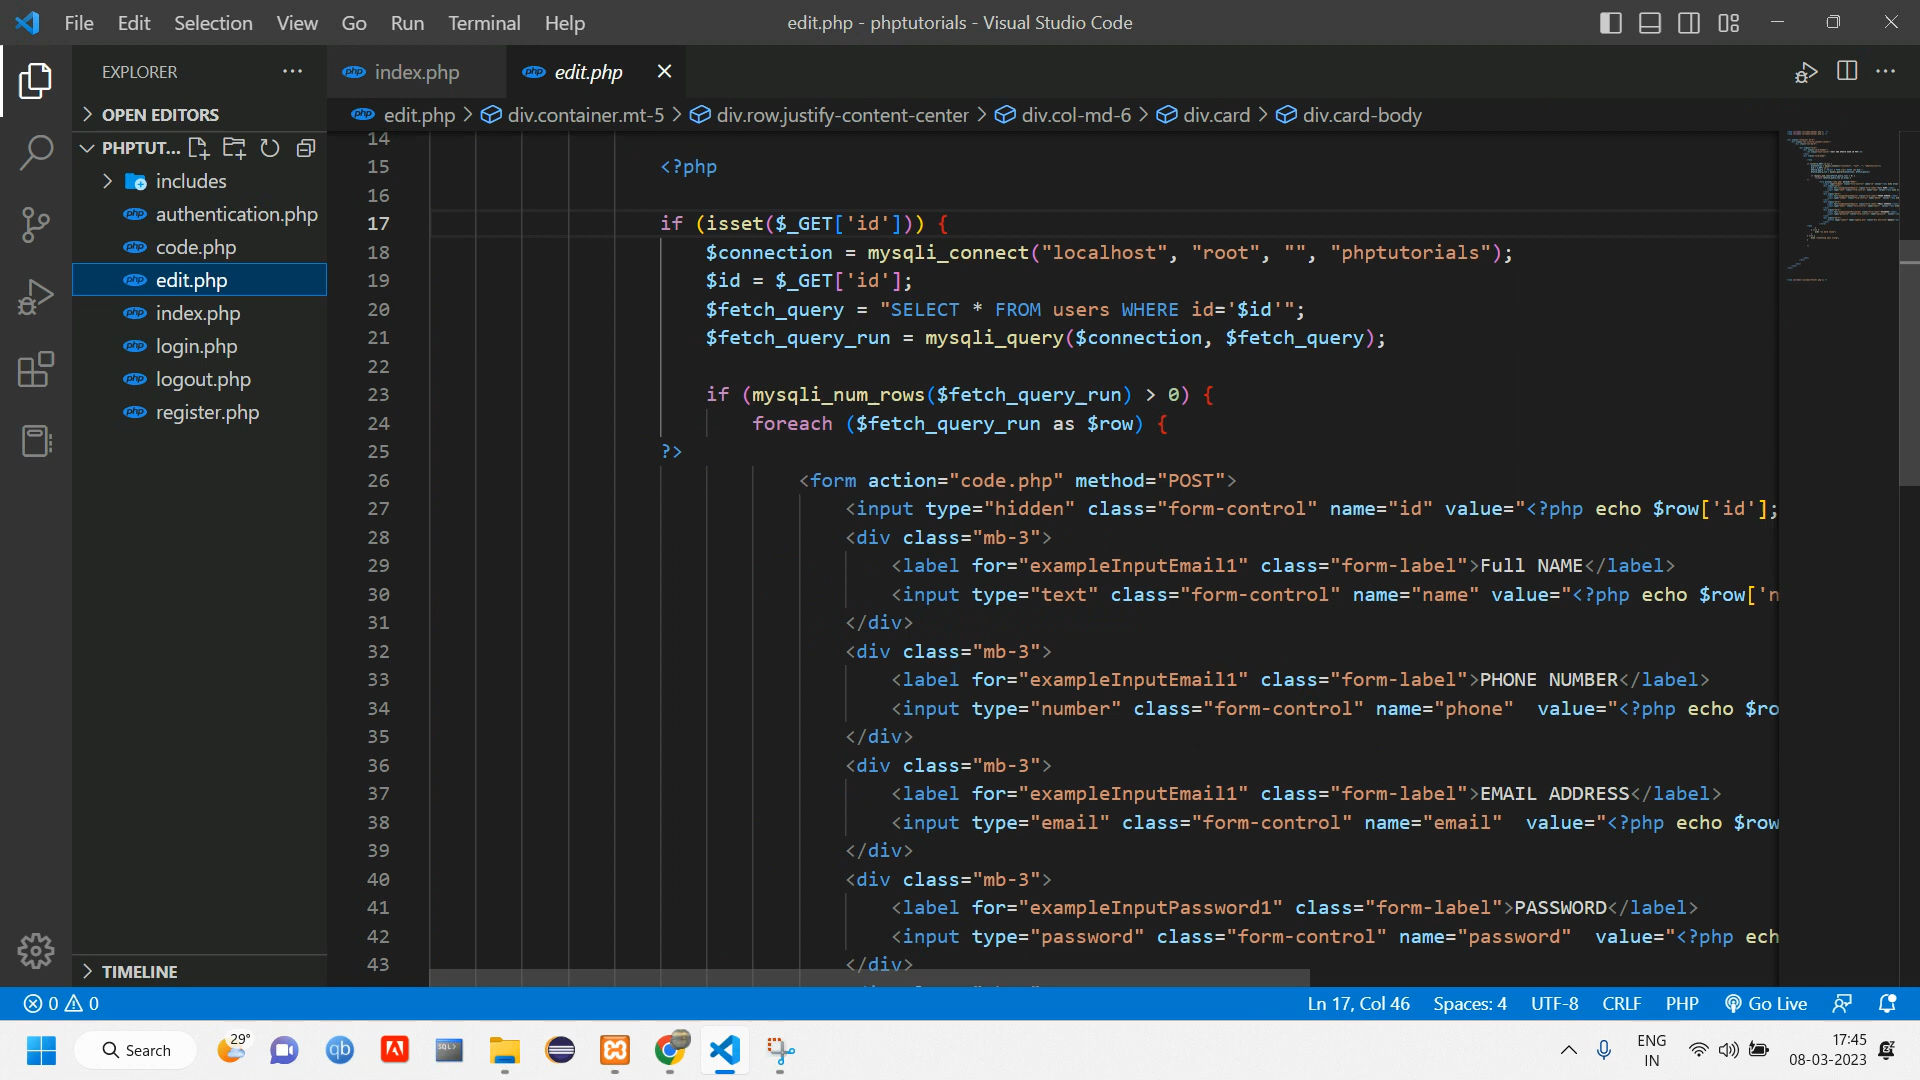 File Edit Selection View Go Run Terminal Help
edit.php - phptutorials - Visual Studio Code
EXPLORER
OPEN EDITORS
PHPTUT...
includes
authentication.php
code.php
edit.php
index.php
login.php
logout.php
register.php
TIMELINE
index.php edit.php
edit.php > div.container.mt-5 > div.row.justify-content-center > div.col-md-6 > div.card > div.card-body
14
15 <?php
16
17 if (isset($_GET['id'])) {
18 $connection = mysqli_connect("localhost", "root", "", "phptutorials");
19 $id = $_GET['id'];
20 $fetch_query = "SELECT * FROM users WHERE id='$id'";
21 $fetch_query_run = mysqli_query($connection, $fetch_query);
22
23 if (mysqli_num_rows($fetch_query_run) > 0) {
24 foreach ($fetch_query_run as $row) {
25 ?>
26 <form action="code.php" method="POST">
27 <input type="hidden" class="form-control" name="id" value="<?php echo $row['id'];
28 <div class="mb-3">
29 <label for="exampleInputEmail1" class="form-label">Full NAME</label>
30 <input type="text" class="form-control" name="name" value="<?php echo $row['n
31 </div>
32 <div class="mb-3">
33 <label for="exampleInputEmail1" class="form-label">PHONE NUMBER</label>
34 <input type="number" class="form-control" name="phone"  value="<?php echo $ro
35 </div>
36 <div class="mb-3">
37 <label for="exampleInputEmail1" class="form-label">EMAIL ADDRESS</label>
38 <input type="email" class="form-control" name="email"  value="<?php echo $row
39 </div>
40 <div class="mb-3">
41 <label for="exampleInputPassword1" class="form-label">PASSWORD</label>
42 <input type="password" class="form-control" name="password"  value="<?php ech
43 </div>
0 0 Ln 17, Col 46 Spaces: 4 UTF-8 CRLF PHP Go Live
Search 29° qb SQL> ENG 17:45
IN 08-03-2023